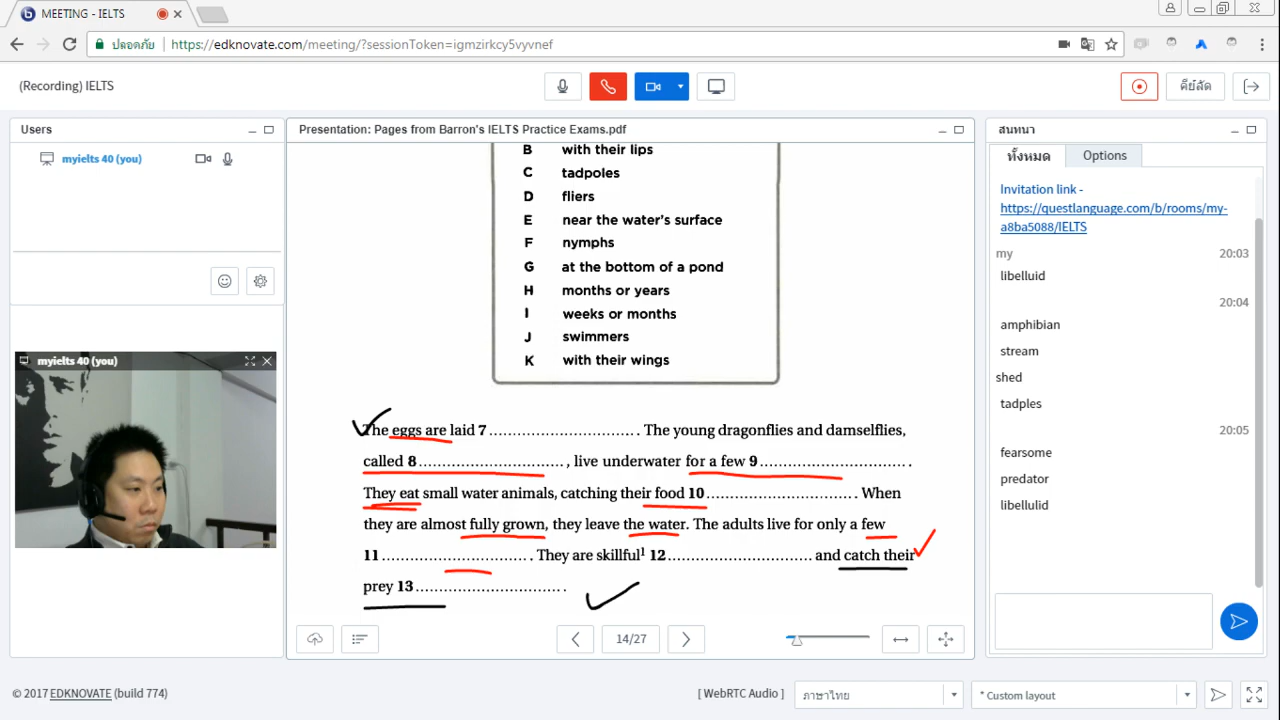 MEETING - IELTS
ปลอดภัย
https://edknovate.com/meeting/?sessionToken=igmzirkcy5vyvnef
(Recording) IELTS
คีย์ลัด
Users
myielts 40 (you)
myielts 40 (you)
Presentation: Pages from Barron's IELTS Practice Exams.pdf
B with their lips
C tadpoles
D fliers
E near the water's surface
F nymphs
G at the bottom of a pond
H months or years
I weeks or months
J swimmers
K with their wings
The eggs are laid 7 ................................... . The young dragonflies and damselflies,
called 8 ................................... , live underwater for a few 9 ................................... .
They eat small water animals, catching their food 10 ................................... . When
they are almost fully grown, they leave the water. The adults live for only a few
11 ................................... . They are skillful¹ 12 ................................... and catch their
prey 13 ................................... .
14/27
สนทนา
ทั้งหมด
Options
Invitation link -
https://questlanguage.com/b/rooms/my-
a8ba5088/IELTS
my 20:03
libelluid
20:04
amphibian
stream
shed
tadples
20:05
fearsome
predator
libellulid
© 2017 EDKNOVATE (build 774)
[ WebRTC Audio ]
ภาษาไทย
* Custom layout